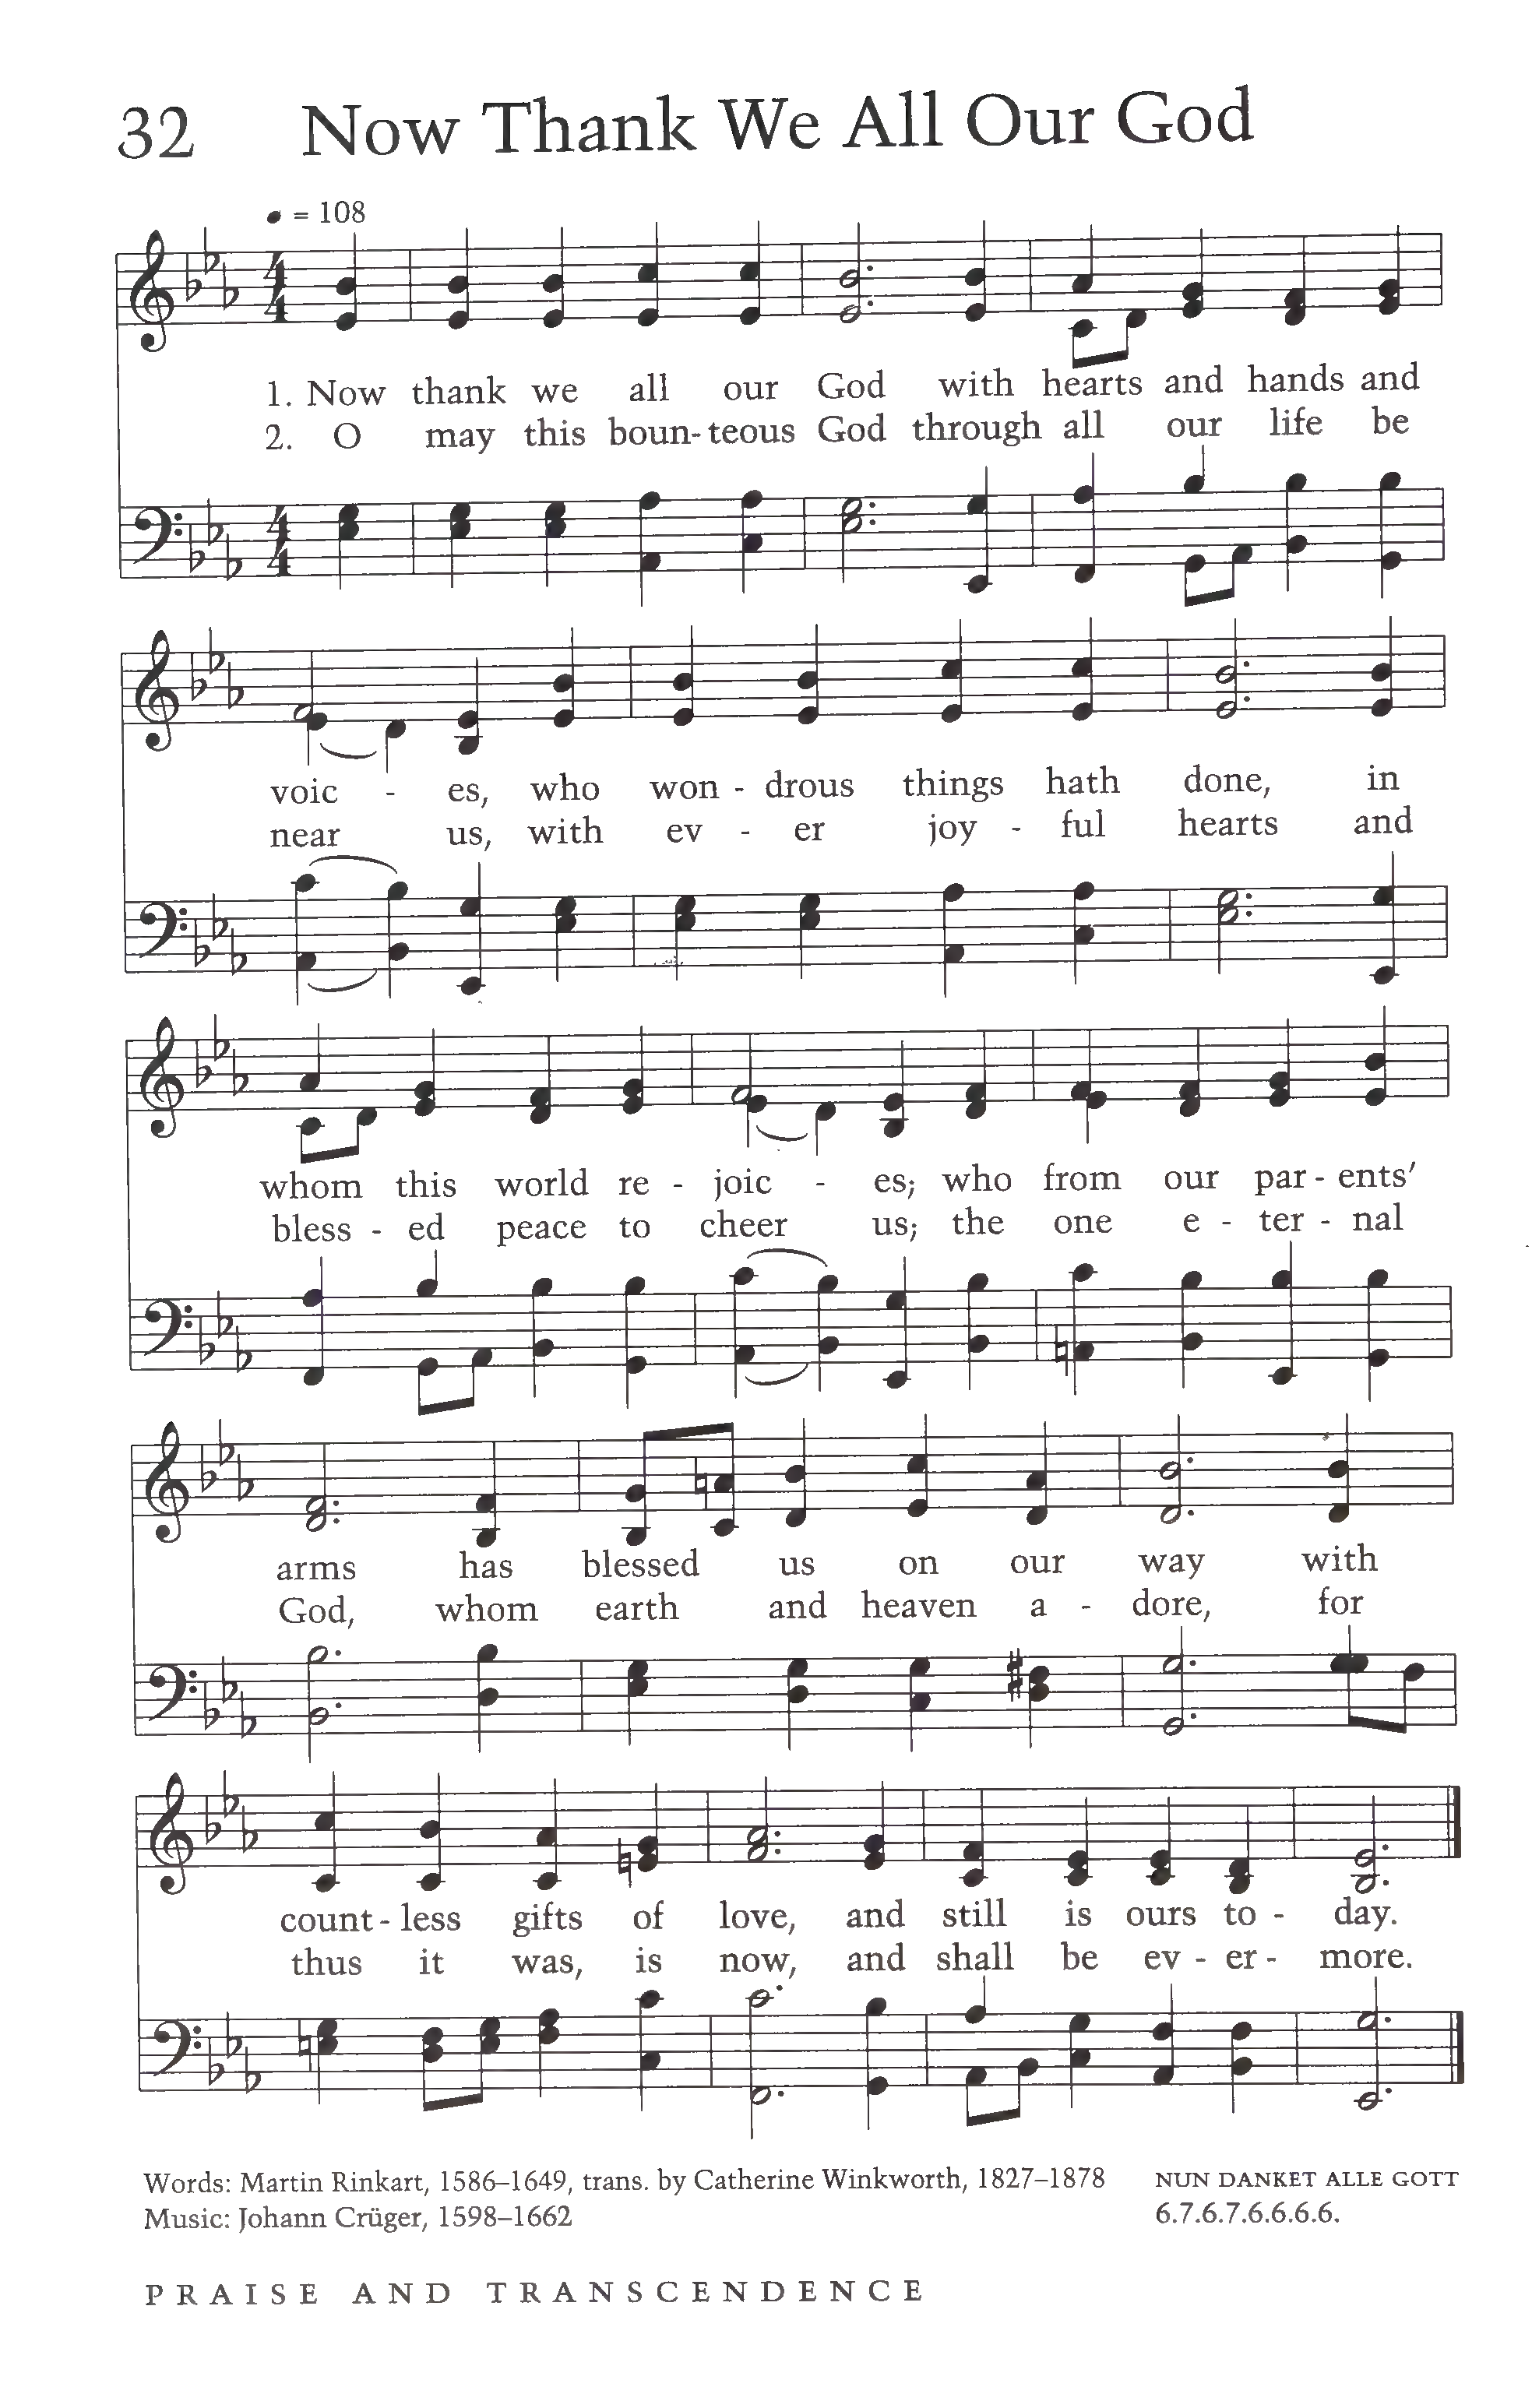 32 Now Thank We All Our God
= 108
1. Now thank we all our God with hearts and hands and
2. O may this boun-teous God through all our life be
voic - es, who won - drous things hath done, in
near us, with ev - er joy - ful hearts and
whom this world re - joic - es; who from our par - ents'
bless - ed peace to cheer us; the one e - ter - nal
arms has blessed us on our way with
God, whom earth and heaven a - dore, for
count - less gifts of love, and still is ours to - day.
thus it was, is now, and shall be ev - er - more.
Words: Martin Rinkart, 1586–1649, trans. by Catherine Winkworth, 1827–1878 NUN DANKET ALLE GOTT
Music: Johann Crüger, 1598–1662 6.7.6.7.6.6.6.6.
PRAISE AND TRANSCENDENCE